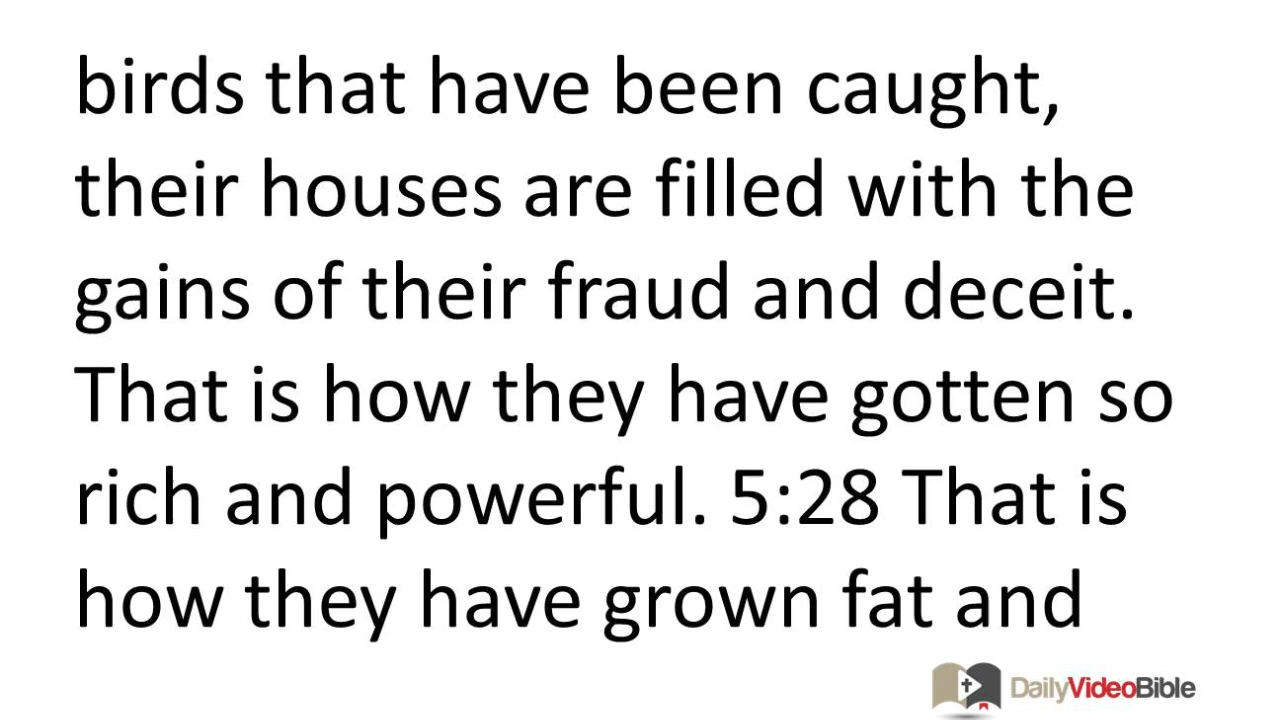 birds that have been caught,
their houses are filled with the
gains of their fraud and deceit.
That is how they have gotten so
rich and powerful. 5:28 That is
how they have grown fat and
DailyVideoBible